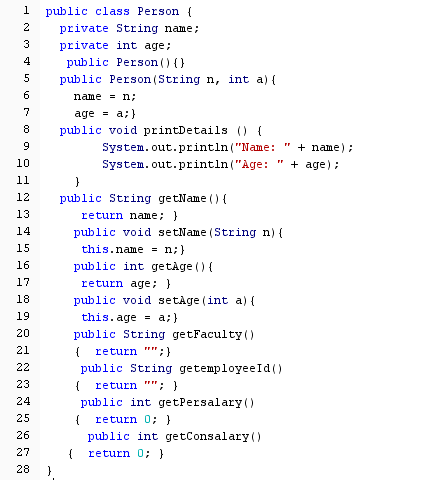 1 public class Person {
2 private String name;
3 private int age;
4 public Person(){}
5 public Person(String n, int a){
6 name = n;
7 age = a;}
8 public void printDetails () {
9 System.out.println("Name: " + name);
10 System.out.println("Age: " + age);
11 }
12 public String getName(){
13 return name; }
14 public void setName(String n){
15 this.name = n;}
16 public int getAge(){
17 return age; }
18 public void setAge(int a){
19 this.age = a;}
20 public String getFaculty()
21 { return "";}
22 public String getemployeeId()
23 { return ""; }
24 public int getPersalary()
25 { return 0; }
26 public int getConsalary()
27 { return 0; }
28 }